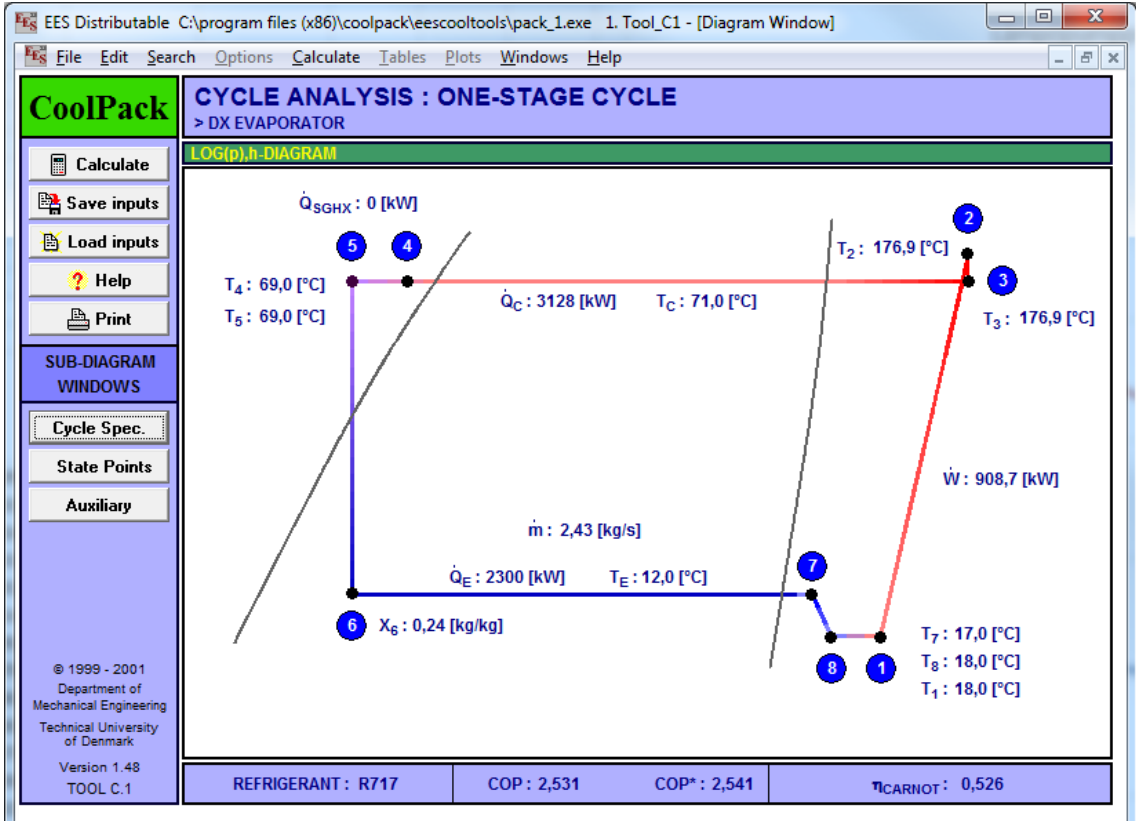 EES Distributable C:\program files (x86)\coolpack\eescooltools\pack_1.exe 1. Tool_C1 - [Diagram Window]
File Edit Search Options Calculate Tables Plots Windows Help
CoolPack
CYCLE ANALYSIS : ONE-STAGE CYCLE
> DX EVAPORATOR
LOG(p),h-DIAGRAM
Calculate
Save inputs
Load inputs
? Help
Print
SUB-DIAGRAM
WINDOWS
Cycle Spec.
State Points
Auxiliary
© 1999 - 2001
Department of
Mechanical Engineering
Technical University
of Denmark
Version 1.48
TOOL C.1
Q̇SGHX : 0 [kW]
5 4
2
T2 : 176,9 [°C]
3
T4 : 69,0 [°C]
Q̇C : 3128 [kW] TC : 71,0 [°C]
T5 : 69,0 [°C]
T3 : 176,9 [°C]
Ẇ : 908,7 [kW]
ṁ : 2,43 [kg/s]
Q̇E : 2300 [kW] TE : 12,0 [°C]
7
6 X6 : 0,24 [kg/kg]
8 1
T7 : 17,0 [°C]
T8 : 18,0 [°C]
T1 : 18,0 [°C]
REFRIGERANT : R717 COP : 2,531 COP* : 2,541 ηCARNOT : 0,526